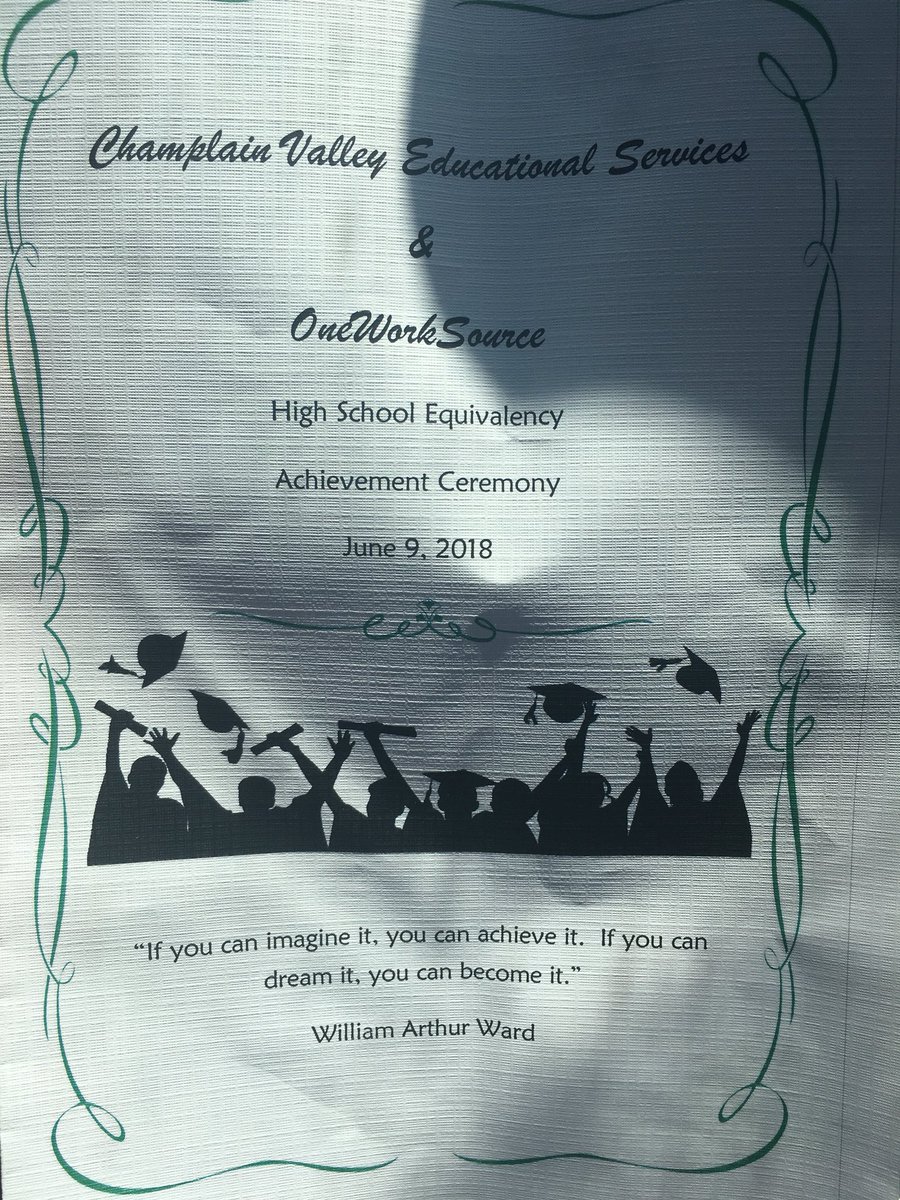 Champlain Valley Educational Services
&
OneWorkSource
High School Equivalency
Achievement Ceremony
June 9, 2018
“If you can imagine it, you can achieve it.  If you can
dream it, you can become it.”
William Arthur Ward